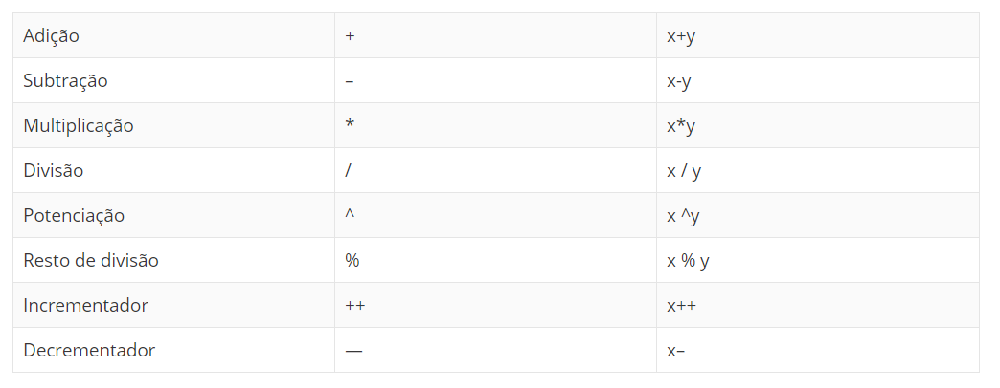 Adição + x+y
Subtração – x-y
Multiplicação * x*y
Divisão / x / y
Potenciação ^ x ^y
Resto de divisão % x % y
Incrementador ++ x++
Decrementador — x–